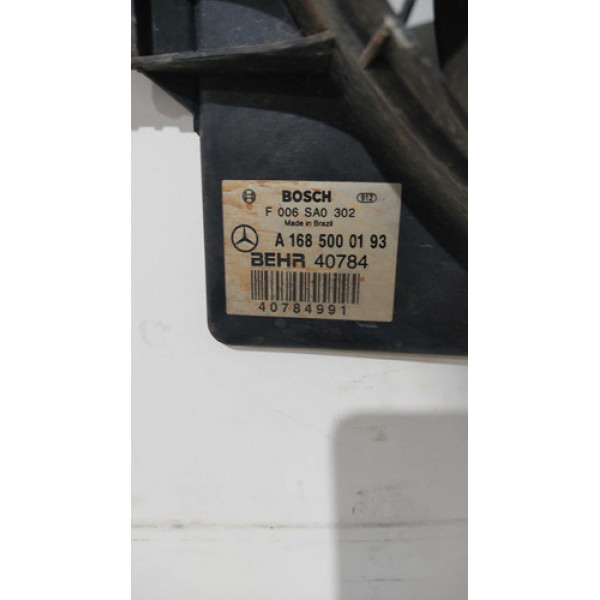 BOSCH 912
F 006 SA0 302
Made in Brazil
A 168 500 01 93
BEHR 40784
40784991